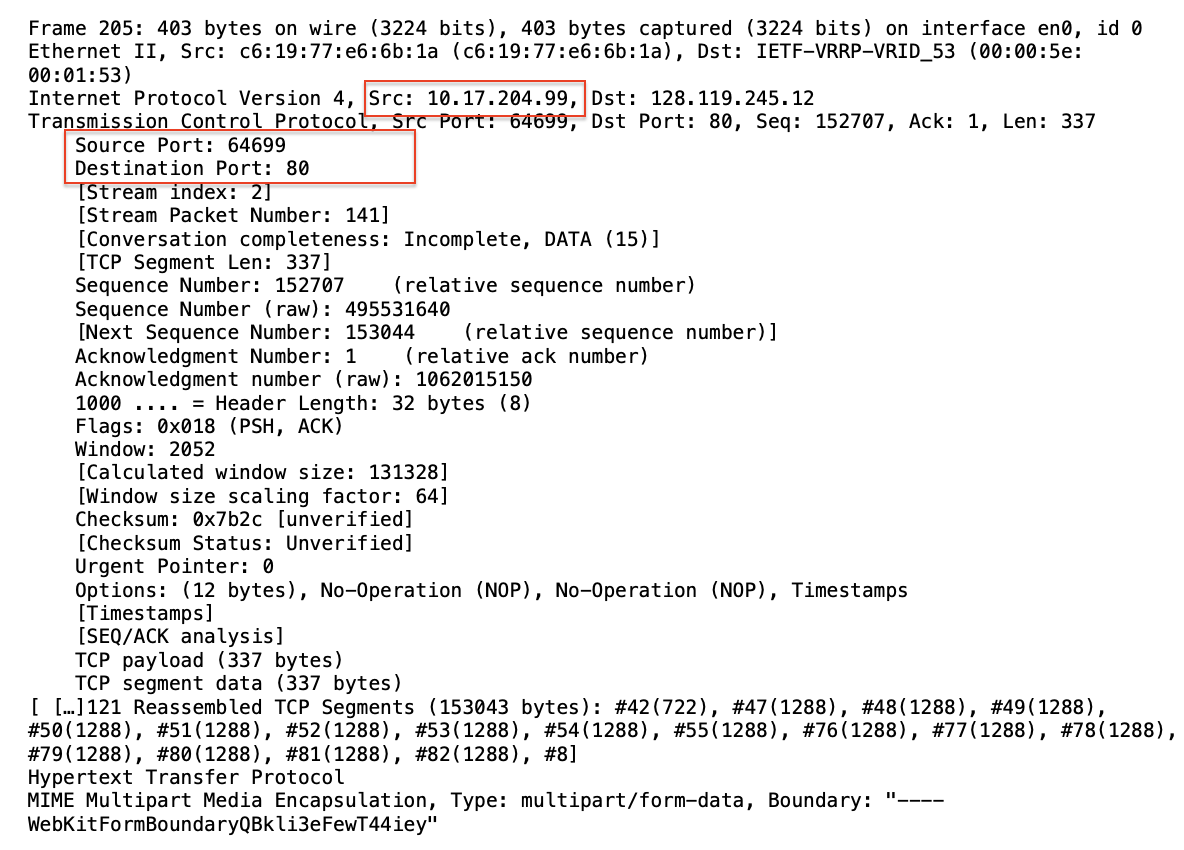 Frame 205: 403 bytes on wire (3224 bits), 403 bytes captured (3224 bits) on interface en0, id 0
Ethernet II, Src: c6:19:77:e6:6b:1a (c6:19:77:e6:6b:1a), Dst: IETF-VRRP-VRID_53 (00:00:5e:
00:01:53)
Internet Protocol Version 4, Src: 10.17.204.99, Dst: 128.119.245.12
Transmission Control Protocol, Src Port: 64699, Dst Port: 80, Seq: 152707, Ack: 1, Len: 337
Source Port: 64699
Destination Port: 80
[Stream index: 2]
[Stream Packet Number: 141]
[Conversation completeness: Incomplete, DATA (15)]
[TCP Segment Len: 337]
Sequence Number: 152707    (relative sequence number)
Sequence Number (raw): 495531640
[Next Sequence Number: 153044    (relative sequence number)]
Acknowledgment Number: 1    (relative ack number)
Acknowledgment number (raw): 1062015150
1000 .... = Header Length: 32 bytes (8)
Flags: 0x018 (PSH, ACK)
Window: 2052
[Calculated window size: 131328]
[Window size scaling factor: 64]
Checksum: 0x7b2c [unverified]
[Checksum Status: Unverified]
Urgent Pointer: 0
Options: (12 bytes), No-Operation (NOP), No-Operation (NOP), Timestamps
[Timestamps]
[SEQ/ACK analysis]
TCP payload (337 bytes)
TCP segment data (337 bytes)
[ […]121 Reassembled TCP Segments (153043 bytes): #42(722), #47(1288), #48(1288), #49(1288),
#50(1288), #51(1288), #52(1288), #53(1288), #54(1288), #55(1288), #76(1288), #77(1288), #78(1288),
#79(1288), #80(1288), #81(1288), #82(1288), #8]
Hypertext Transfer Protocol
MIME Multipart Media Encapsulation, Type: multipart/form-data, Boundary: "----
WebKitFormBoundaryQBkli3eFewT44iey"